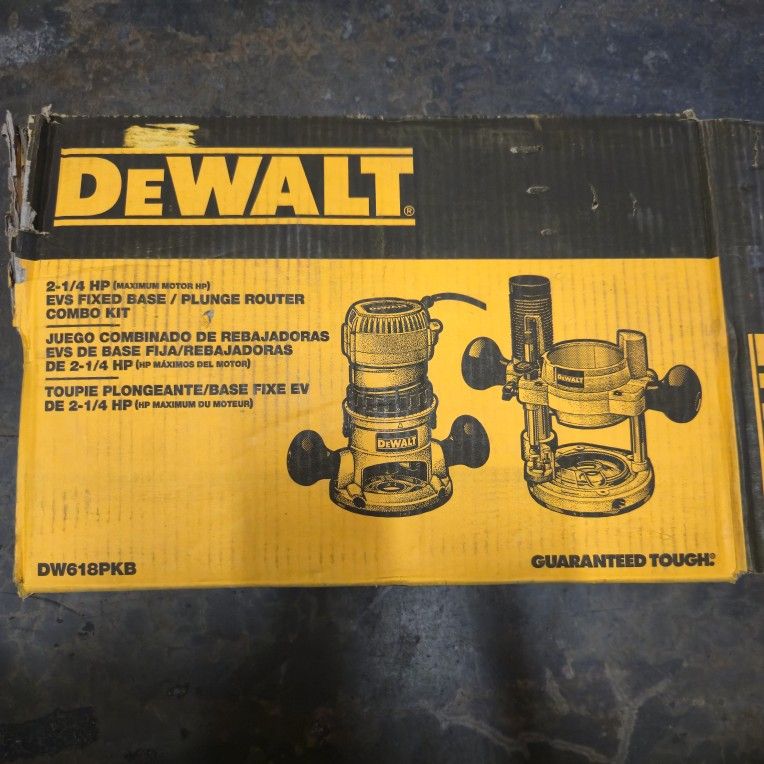 DEWALT®
2-1/4 HP (MAXIMUM MOTOR HP)
EVS FIXED BASE / PLUNGE ROUTER
COMBO KIT
JUEGO COMBINADO DE REBAJADORAS
EVS DE BASE FIJA/REBAJADORAS
DE 2-1/4 HP (HP MÁXIMOS DEL MOTOR)
TOUPIE PLONGEANTE/BASE FIXE EV
DE 2-1/4 HP (HP MAXIMUM DU MOTEUR)
DEWALT
DEWALT
DW618PKB
GUARANTEED TOUGH.®